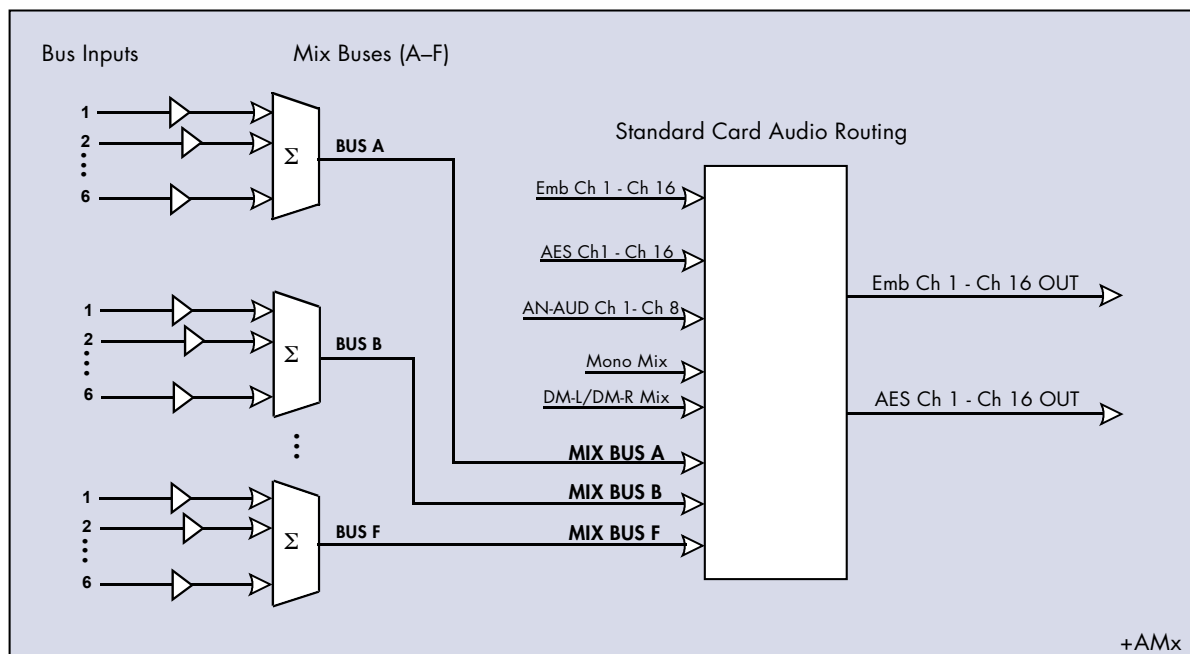 Bus Inputs
Mix Buses (A–F)
1
2
6
Σ
BUS A
1
2
6
Σ
BUS B
1
2
6
Σ
BUS F
Standard Card Audio Routing
Emb Ch 1 - Ch 16
AES Ch1 - Ch 16
AN-AUD Ch 1- Ch 8
Mono Mix
DM-L/DM-R Mix
MIX BUS A
MIX BUS B
MIX BUS F
Emb Ch 1 - Ch 16 OUT
AES Ch 1 - Ch 16 OUT
+AMx